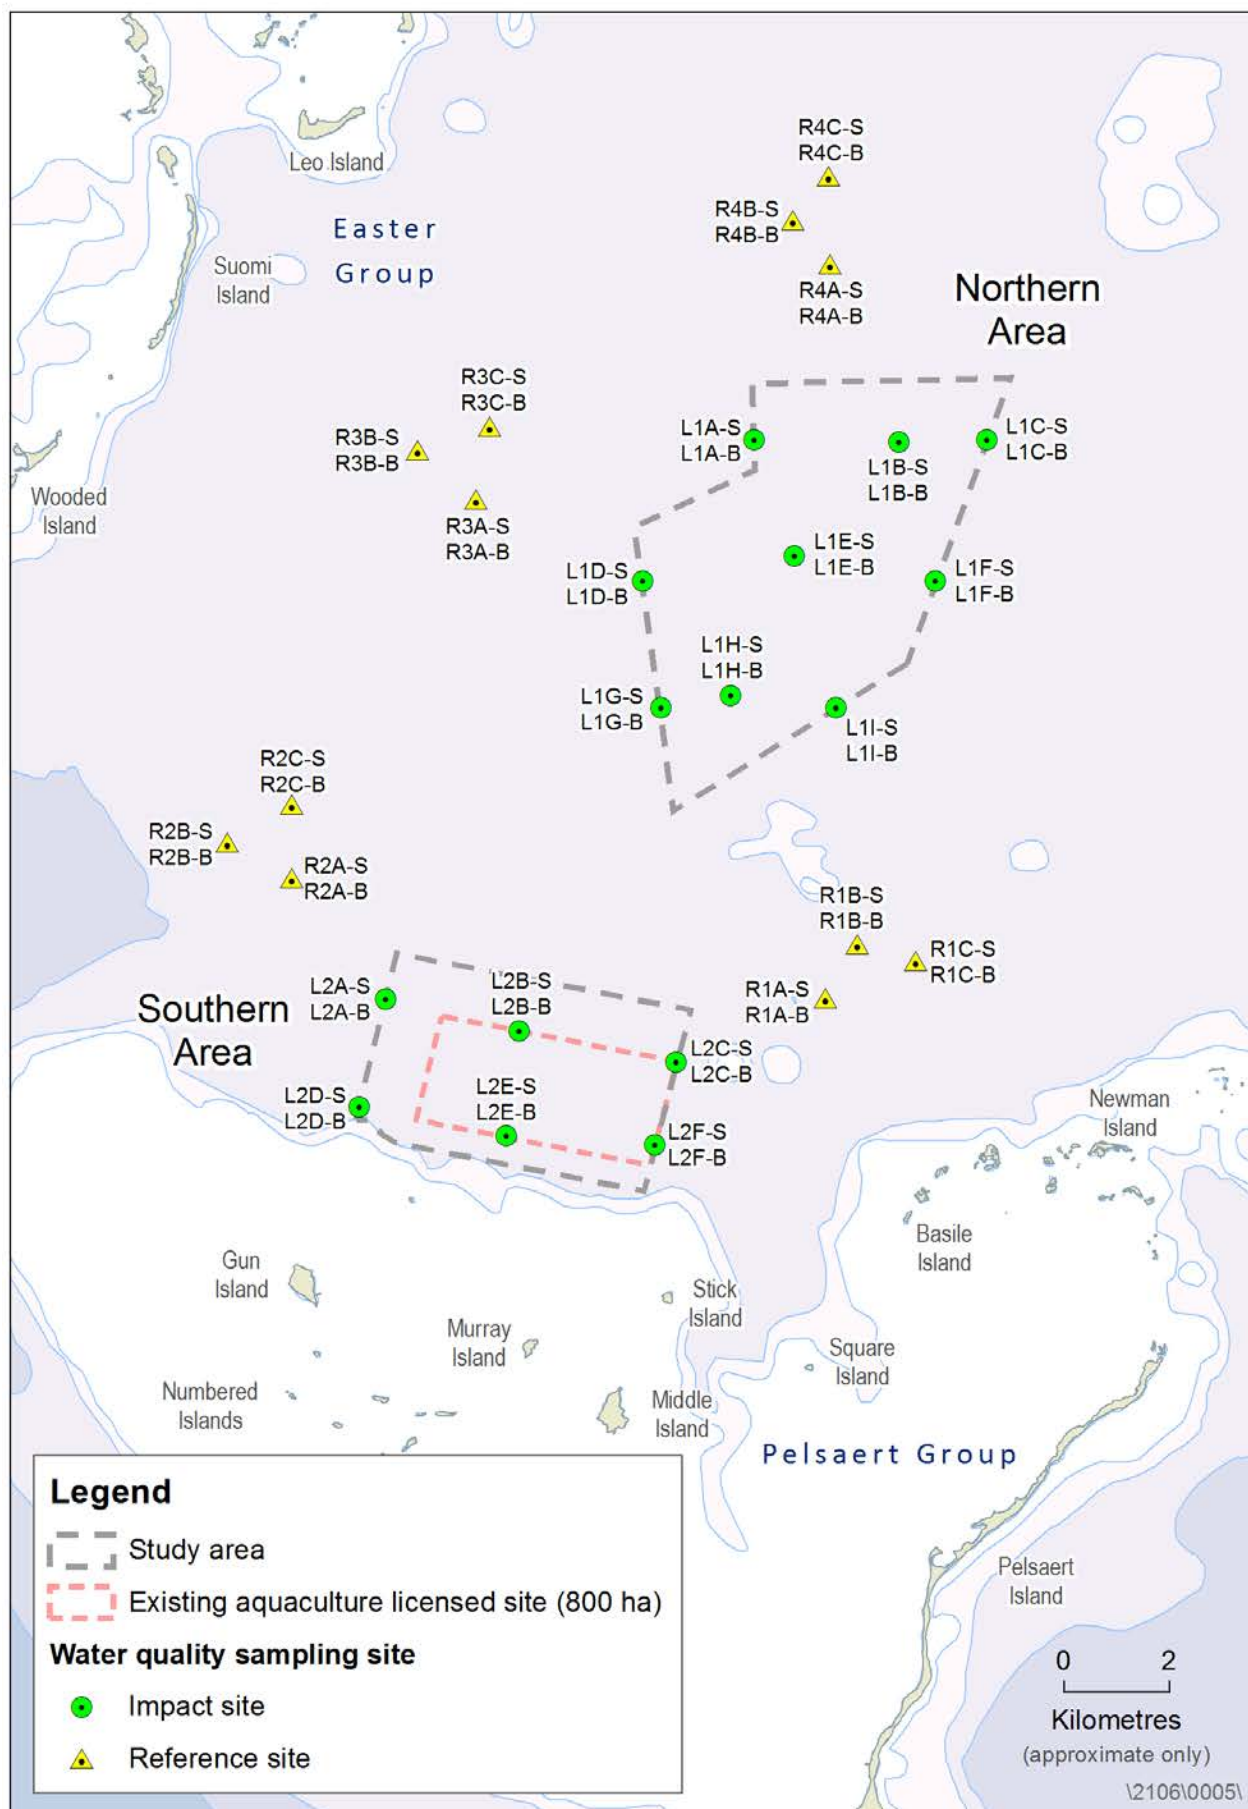 R4C-S
R4C-B
Leo Island
R4B-S
R4B-B
Easter
Group
Suomi
Island
R4A-S
R4A-B
Northern
Area
R3C-S
R3C-B
R3B-S
R3B-B
L1A-S
L1A-B
L1C-S
L1C-B
L1B-S
L1B-B
Wooded
Island
R3A-S
R3A-B
L1E-S
L1E-B
L1D-S
L1D-B
L1F-S
L1F-B
L1H-S
L1H-B
L1G-S
L1G-B
L1I-S
L1I-B
R2C-S
R2C-B
R2B-S
R2B-B
R2A-S
R2A-B
R1B-S
R1B-B
R1C-S
R1C-B
L2A-S
L2A-B
L2B-S
L2B-B
R1A-S
R1A-B
Southern
Area
L2C-S
L2C-B
L2D-S
L2D-B
L2E-S
L2E-B
L2F-S
L2F-B
Newman
Island
Basile
Island
Gun
Island
Stick
Island
Murray
Island
Square
Island
Numbered
Islands
Middle
Island
Pelsaert Group
Pelsaert
Island
Legend
Study area
Existing aquaculture licensed site (800 ha)
Water quality sampling site
Impact site
Reference site
0 2
Kilometres
(approximate only)
\2106\0005\